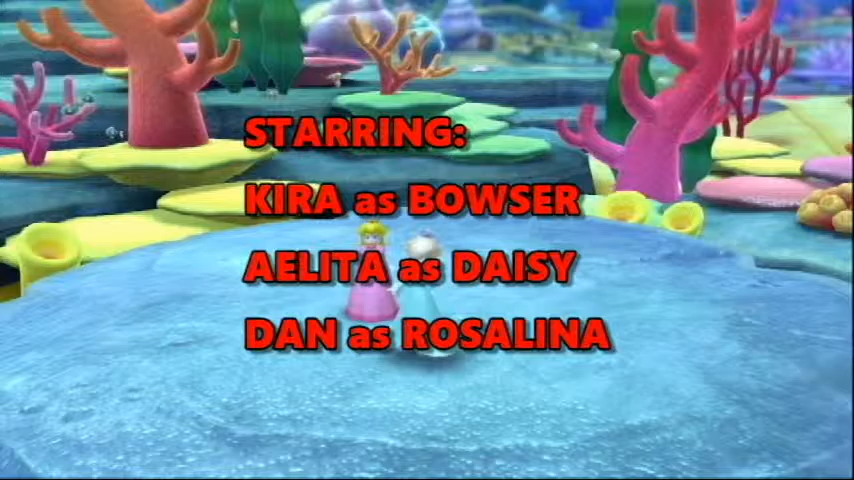 STARRING:
KIRA as BOWSER
AELITA as DAISY
DAN as ROSALINA